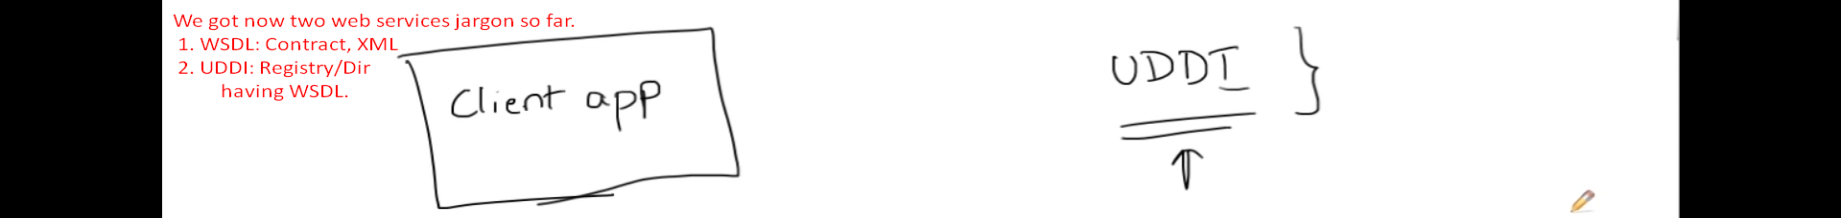 We got now two web services jargon so far.
1. WSDL: Contract, XML
2. UDDI: Registry/Dir
having WSDL.
Client app
UDDI }